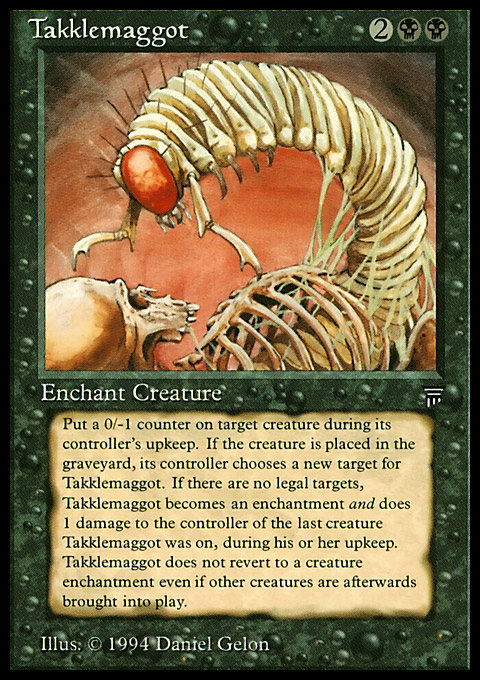 Takklemaggot 2
Enchant Creature
Put a 0/-1 counter on target creature during its
controller's upkeep. If the creature is placed in the
graveyard, its controller chooses a new target for
Takklemaggot. If there are no legal targets,
Takklemaggot becomes an enchantment and does
1 damage to the controller of the last creature
Takklemaggot was on, during his or her upkeep.
Takklemaggot does not revert to a creature
enchantment even if other creatures are afterwards
brought into play.
Illus. © 1994 Daniel Gelon